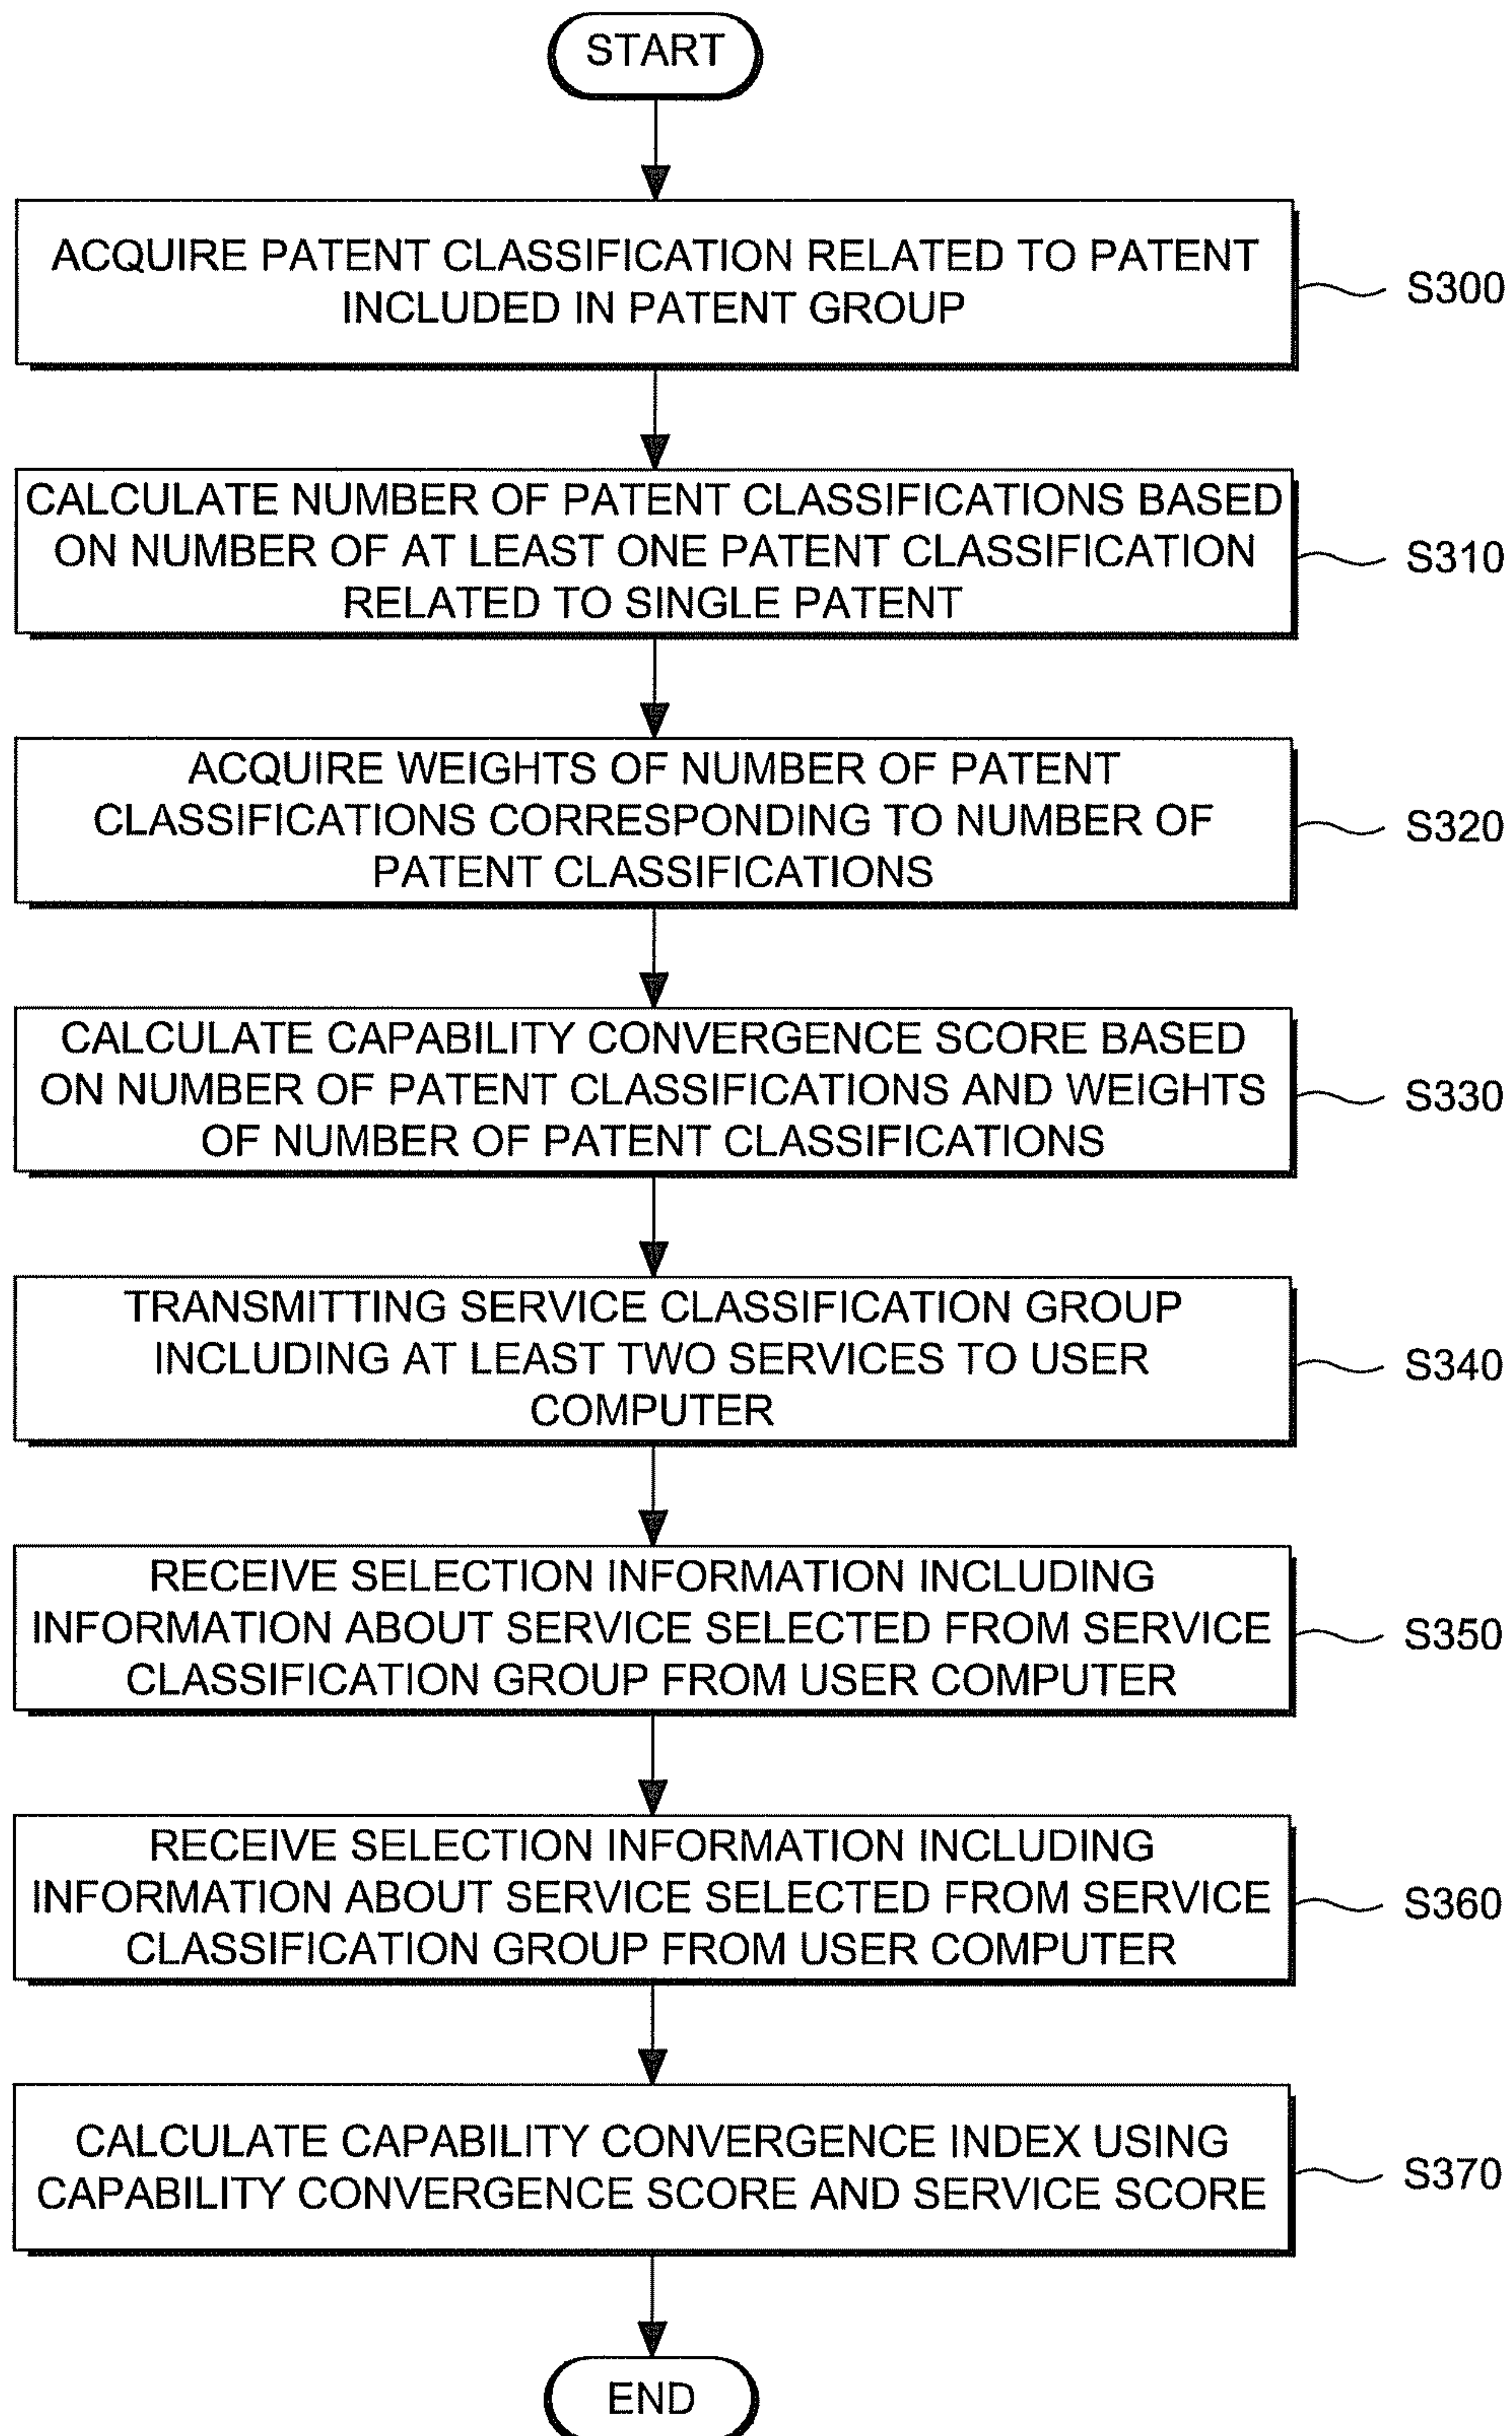 START
ACQUIRE PATENT CLASSIFICATION RELATED TO PATENT
INCLUDED IN PATENT GROUP
S300
CALCULATE NUMBER OF PATENT CLASSIFICATIONS BASED
ON NUMBER OF AT LEAST ONE PATENT CLASSIFICATION
RELATED TO SINGLE PATENT
S310
ACQUIRE WEIGHTS OF NUMBER OF PATENT
CLASSIFICATIONS CORRESPONDING TO NUMBER OF
PATENT CLASSIFICATIONS
S320
CALCULATE CAPABILITY CONVERGENCE SCORE BASED
ON NUMBER OF PATENT CLASSIFICATIONS AND WEIGHTS
OF NUMBER OF PATENT CLASSIFICATIONS
S330
TRANSMITTING SERVICE CLASSIFICATION GROUP
INCLUDING AT LEAST TWO SERVICES TO USER
COMPUTER
S340
RECEIVE SELECTION INFORMATION INCLUDING
INFORMATION ABOUT SERVICE SELECTED FROM SERVICE
CLASSIFICATION GROUP FROM USER COMPUTER
S350
RECEIVE SELECTION INFORMATION INCLUDING
INFORMATION ABOUT SERVICE SELECTED FROM SERVICE
CLASSIFICATION GROUP FROM USER COMPUTER
S360
CALCULATE CAPABILITY CONVERGENCE INDEX USING
CAPABILITY CONVERGENCE SCORE AND SERVICE SCORE
S370
END